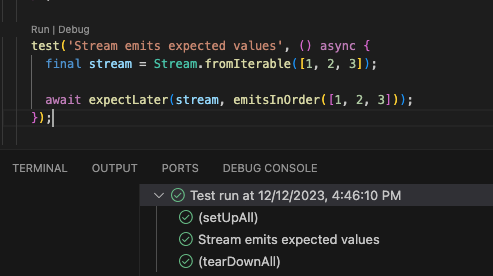 Run | Debug
test('Stream emits expected values', () async {
final stream = Stream.fromIterable([1, 2, 3]);
await expectLater(stream, emitsInOrder([1, 2, 3]));
});
TERMINAL OUTPUT PORTS DEBUG CONSOLE
Test run at 12/12/2023, 4:46:10 PM
(setUpAll)
Stream emits expected values
(tearDownAll)